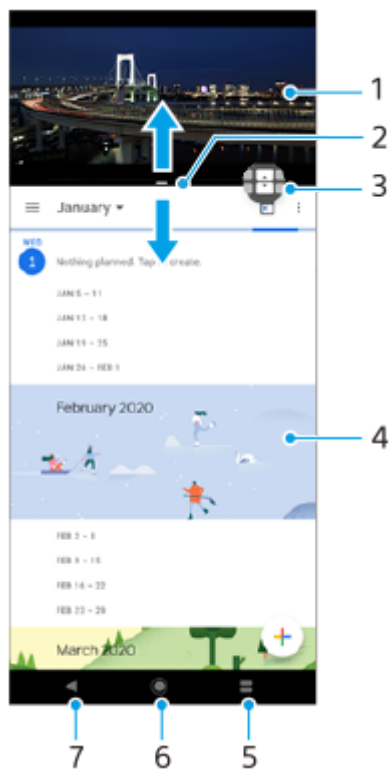 1
2
3
January
WED
1
Nothing planned. Tap to create.
JAN 5 – 11
JAN 12 – 18
JAN 19 – 25
JAN 26 – FEB 1
February 2020
4
FEB 2 – 8
FEB 9 – 15
FEB 16 – 22
FEB 23 – 29
March 2020
7
6
5